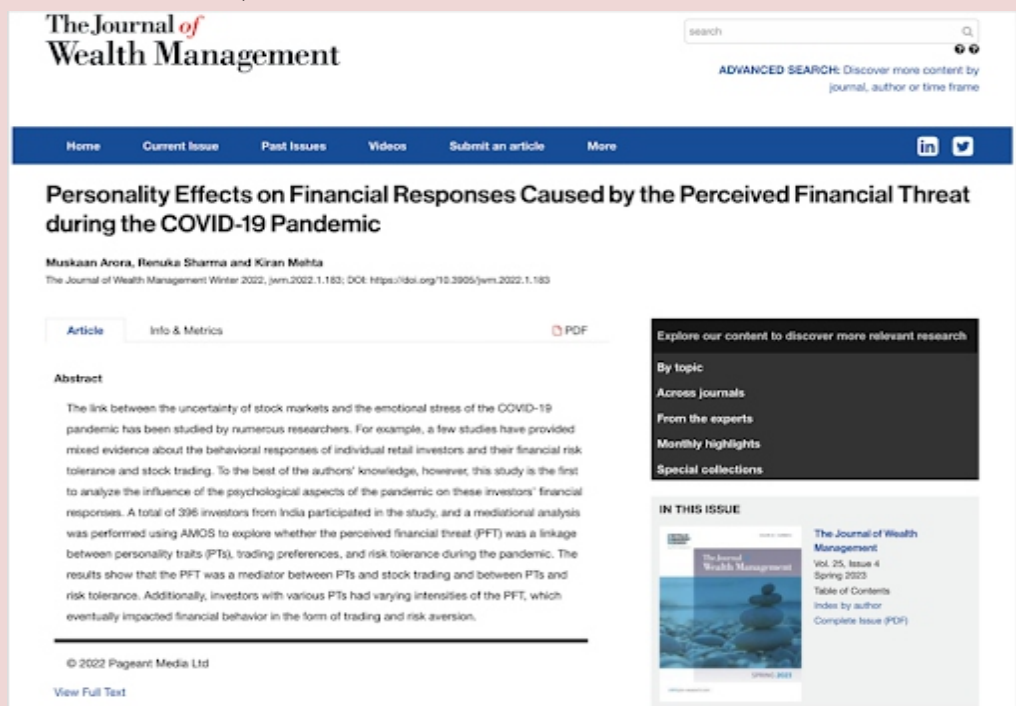 The Journal of
Wealth Management
search
ADVANCED SEARCH: Discover more content by
journal, author or time frame
Home Current Issue Past Issues Videos Submit an article More
in
Personality Effects on Financial Responses Caused by the Perceived Financial Threat
during the COVID-19 Pandemic
Muskaan Arora, Renuka Sharma and Kiran Mehta
The Journal of Wealth Management Winter 2022, jwm.2022.1.183; DOI: https://doi.org/10.3905/jwm.2022.1.183
Article Info & Metrics PDF
Abstract
The link between the uncertainty of stock markets and the emotional stress of the COVID-19
pandemic has been studied by numerous researchers. For example, a few studies have provided
mixed evidence about the behavioral responses of individual retail investors and their financial risk
tolerance and stock trading. To the best of the authors' knowledge, however, this study is the first
to analyze the influence of the psychological aspects of the pandemic on these investors' financial
responses. A total of 396 investors from India participated in the study, and a mediational analysis
was performed using AMOS to explore whether the perceived financial threat (PFT) was a linkage
between personality traits (PTs), trading preferences, and risk tolerance during the pandemic. The
results show that the PFT was a mediator between PTs and stock trading and between PTs and
risk tolerance. Additionally, investors with various PTs had varying intensities of the PFT, which
eventually impacted financial behavior in the form of trading and risk aversion.
© 2022 Pageant Media Ltd
View Full Text
Explore our content to discover more relevant research
By topic
Across journals
From the experts
Monthly highlights
Special collections
IN THIS ISSUE
The Journal of
Wealth Management
SPRING 2023
The Journal of Wealth
Management
Vol. 25, Issue 4
Spring 2023
Table of Contents
Index by author
Complete Issue (PDF)